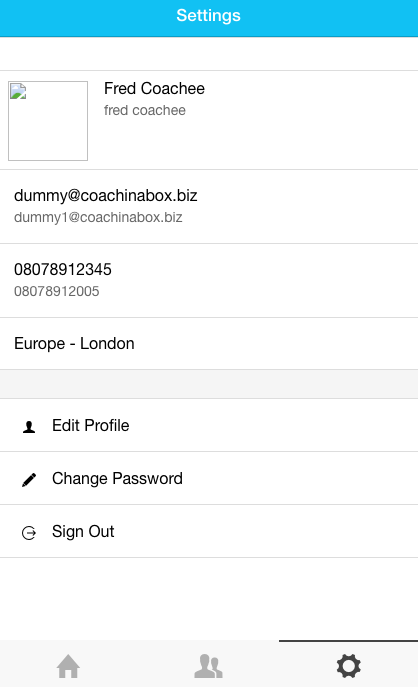 Settings
Fred Coachee
fred coachee
dummy@coachinabox.biz
dummy1@coachinabox.biz
08078912345
08078912005
Europe - London
Edit Profile
Change Password
Sign Out